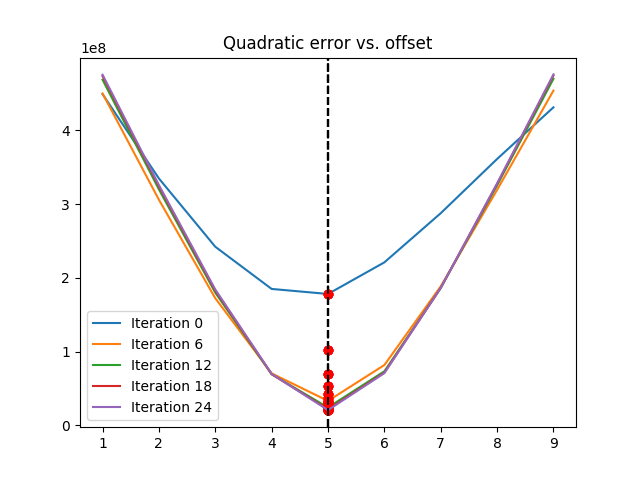 Quadratic error vs. offset
1e8
4
3
2
1
0
Iteration 0
Iteration 6
Iteration 12
Iteration 18
Iteration 24
1 2 3 4 5 6 7 8 9